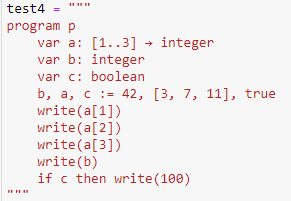 test4 = """
program p
    var a: [1..3] → integer
    var b: integer
    var c: boolean
    b, a, c := 42, [3, 7, 11], true
    write(a[1])
    write(a[2])
    write(a[3])
    write(b)
    if c then write(100)
"""